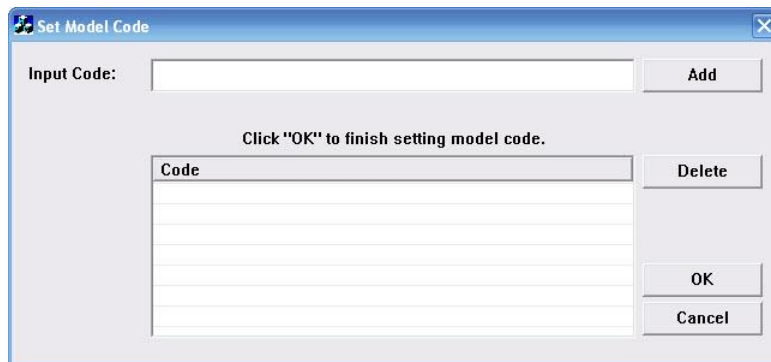 Set Model Code
Input Code:
Add
Click "OK" to finish setting model code.
Code
Delete
OK
Cancel